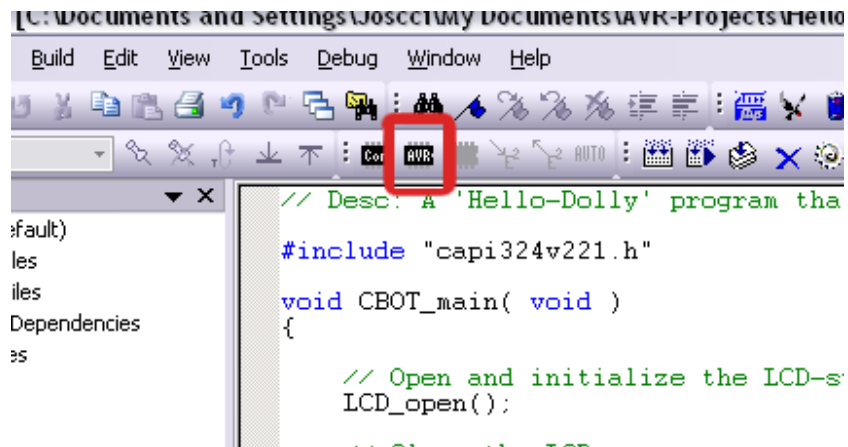 [C:\Documents and Settings\Joscci\My Documents\AVR-Projects\Hello
Build Edit View Tools Debug Window Help
Con AVR AUTO
// Desc: A 'Hello-Dolly' program tha
efault)
les
#include "capi324v221.h"
iles
void CBOT_main( void )
Dependencies
{
es
// Open and initialize the LCD-s
LCD_open();